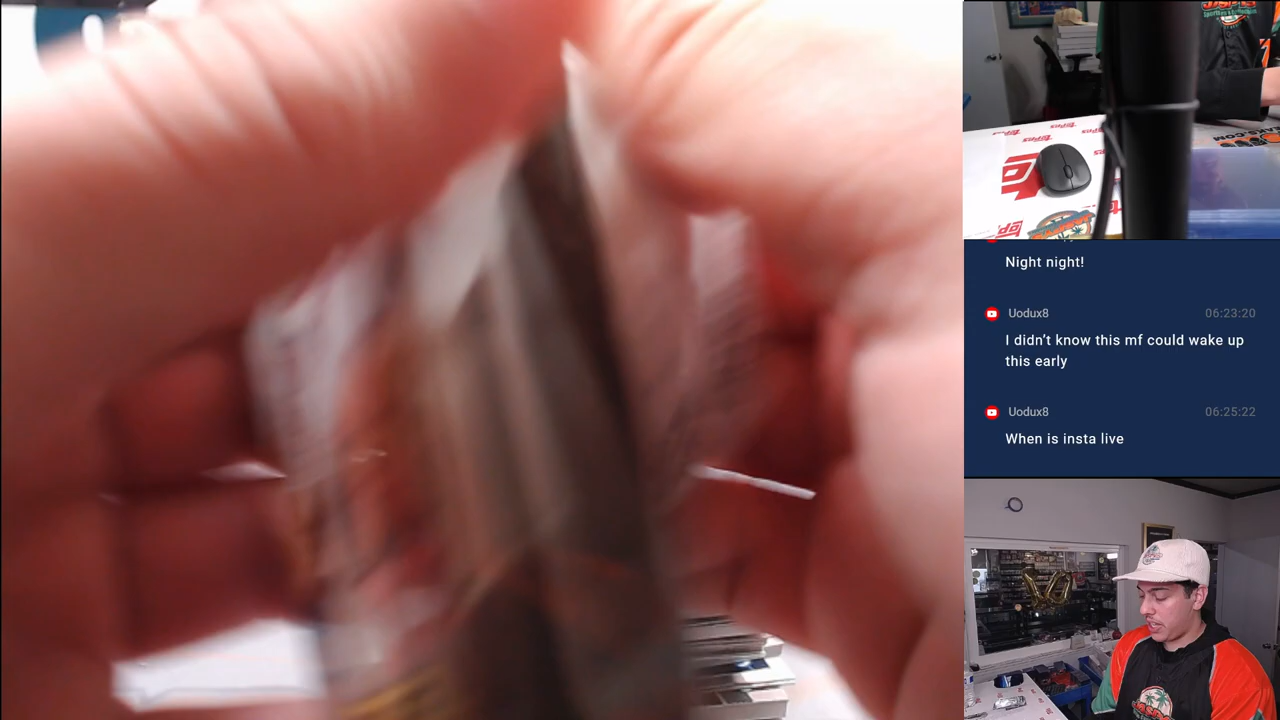 Night night!
Uodux8 06:23:20
I didn't know this mf could wake up
this early
Uodux8 06:25:22
When is insta live
topps